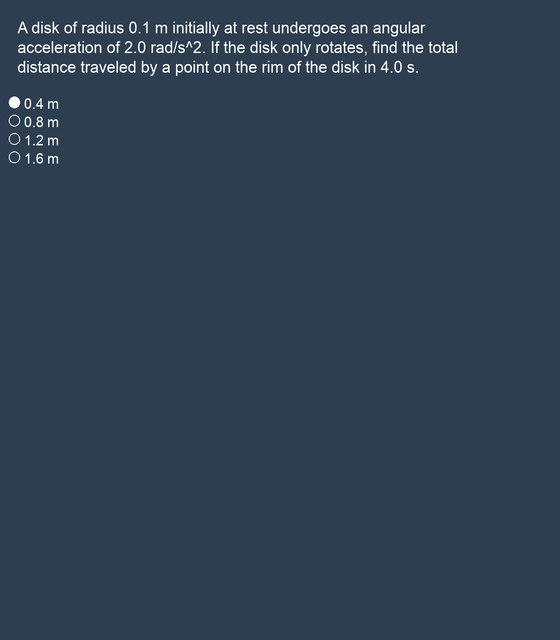 A disk of radius 0.1 m initially at rest undergoes an angular
acceleration of 2.0 rad/s^2. If the disk only rotates, find the total
distance traveled by a point on the rim of the disk in 4.0 s.
0.4 m
0.8 m
1.2 m
1.6 m